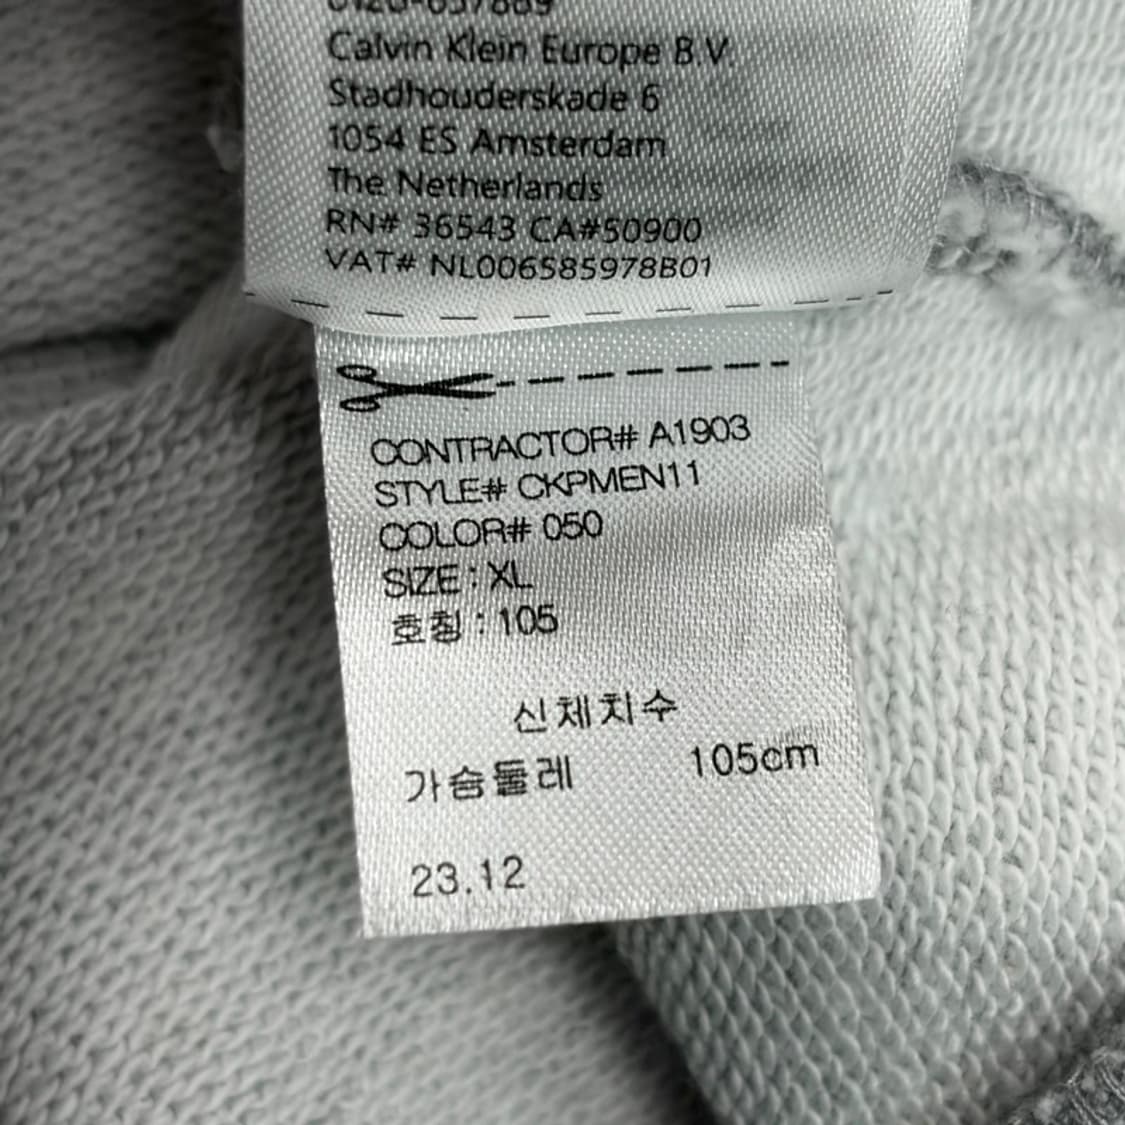 Calvin Klein Europe B.V.
Stadhouderskade 6
1054 ES Amsterdam
The Netherlands
RN# 36543 CA#50900
VAT# NL006585978B01
CONTRACTOR# A1903
STYLE# CKPMEN11
COLOR# 050
SIZE : XL
호칭 : 105
신체치수
가슴둘레 105cm
23.12